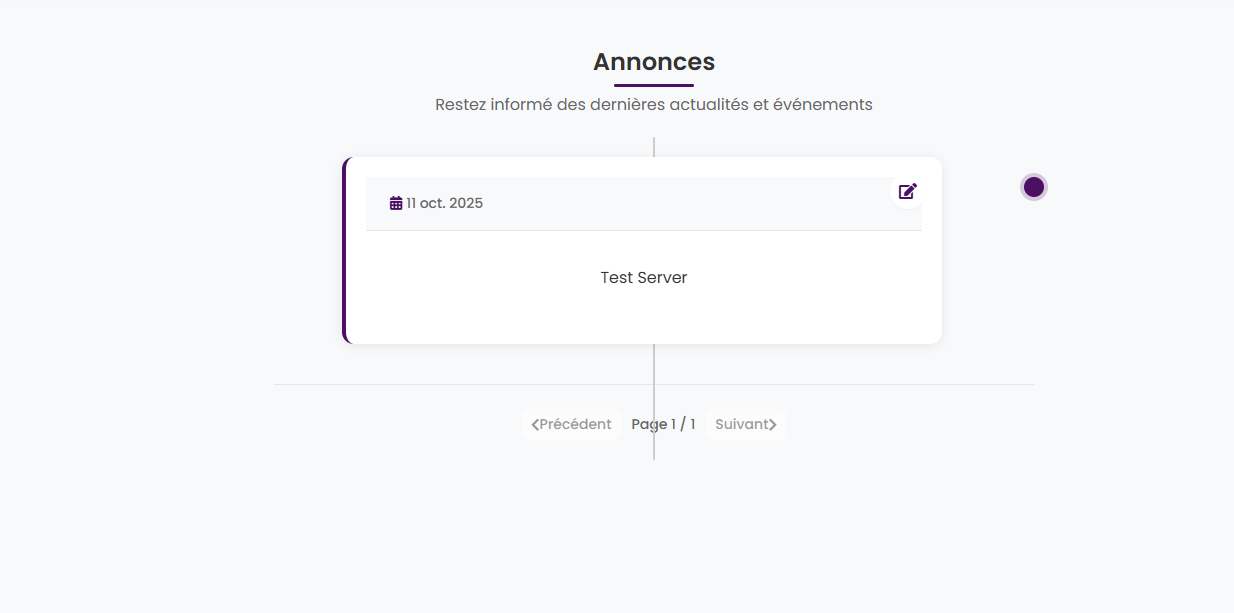 Annonces
Restez informé des dernières actualités et événements
11 oct. 2025
Test Server
Précédent Page 1 / 1 Suivant